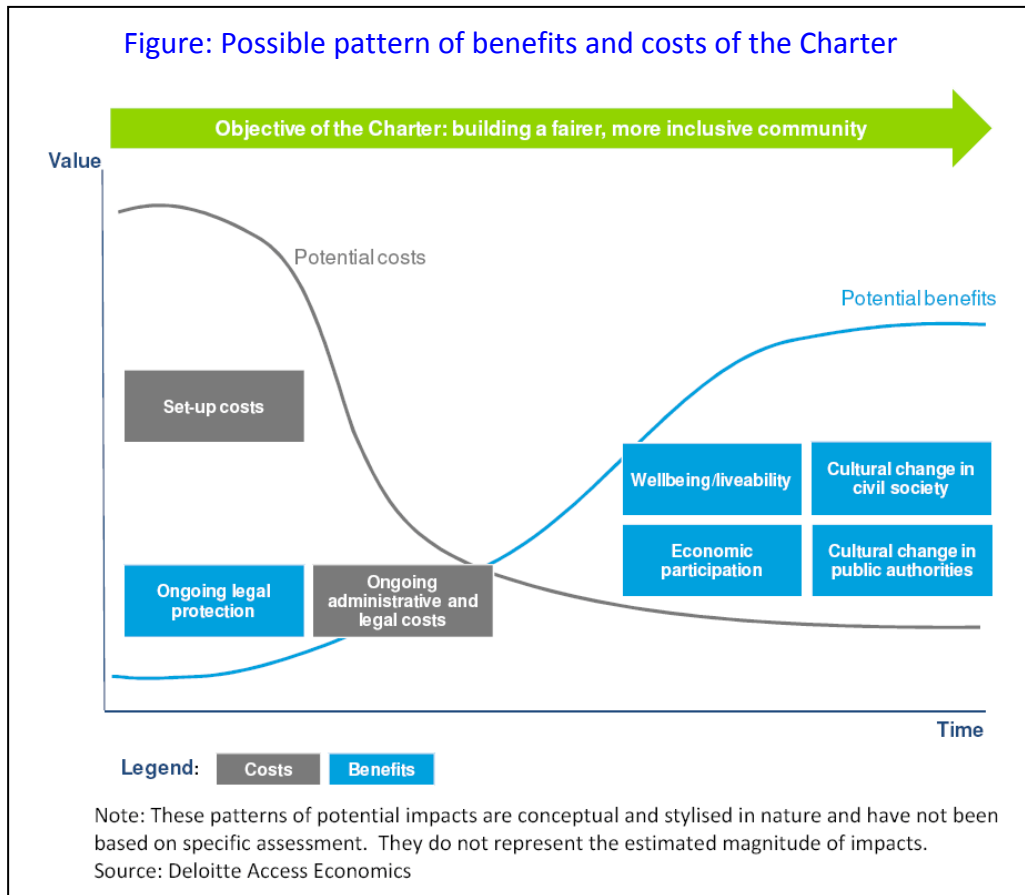 Figure: Possible pattern of benefits and costs of the Charter
Objective of the Charter: building a fairer, more inclusive community
Value
Potential costs
Potential benefits
Set-up costs
Wellbeing/liveability
Cultural change in
civil society
Ongoing legal
protection
Ongoing
administrative and
legal costs
Economic
participation
Cultural change in
public authorities
Time
Legend:
Costs
Benefits
Note: These patterns of potential impacts are conceptual and stylised in nature and have not been
based on specific assessment. They do not represent the estimated magnitude of impacts.
Source: Deloitte Access Economics